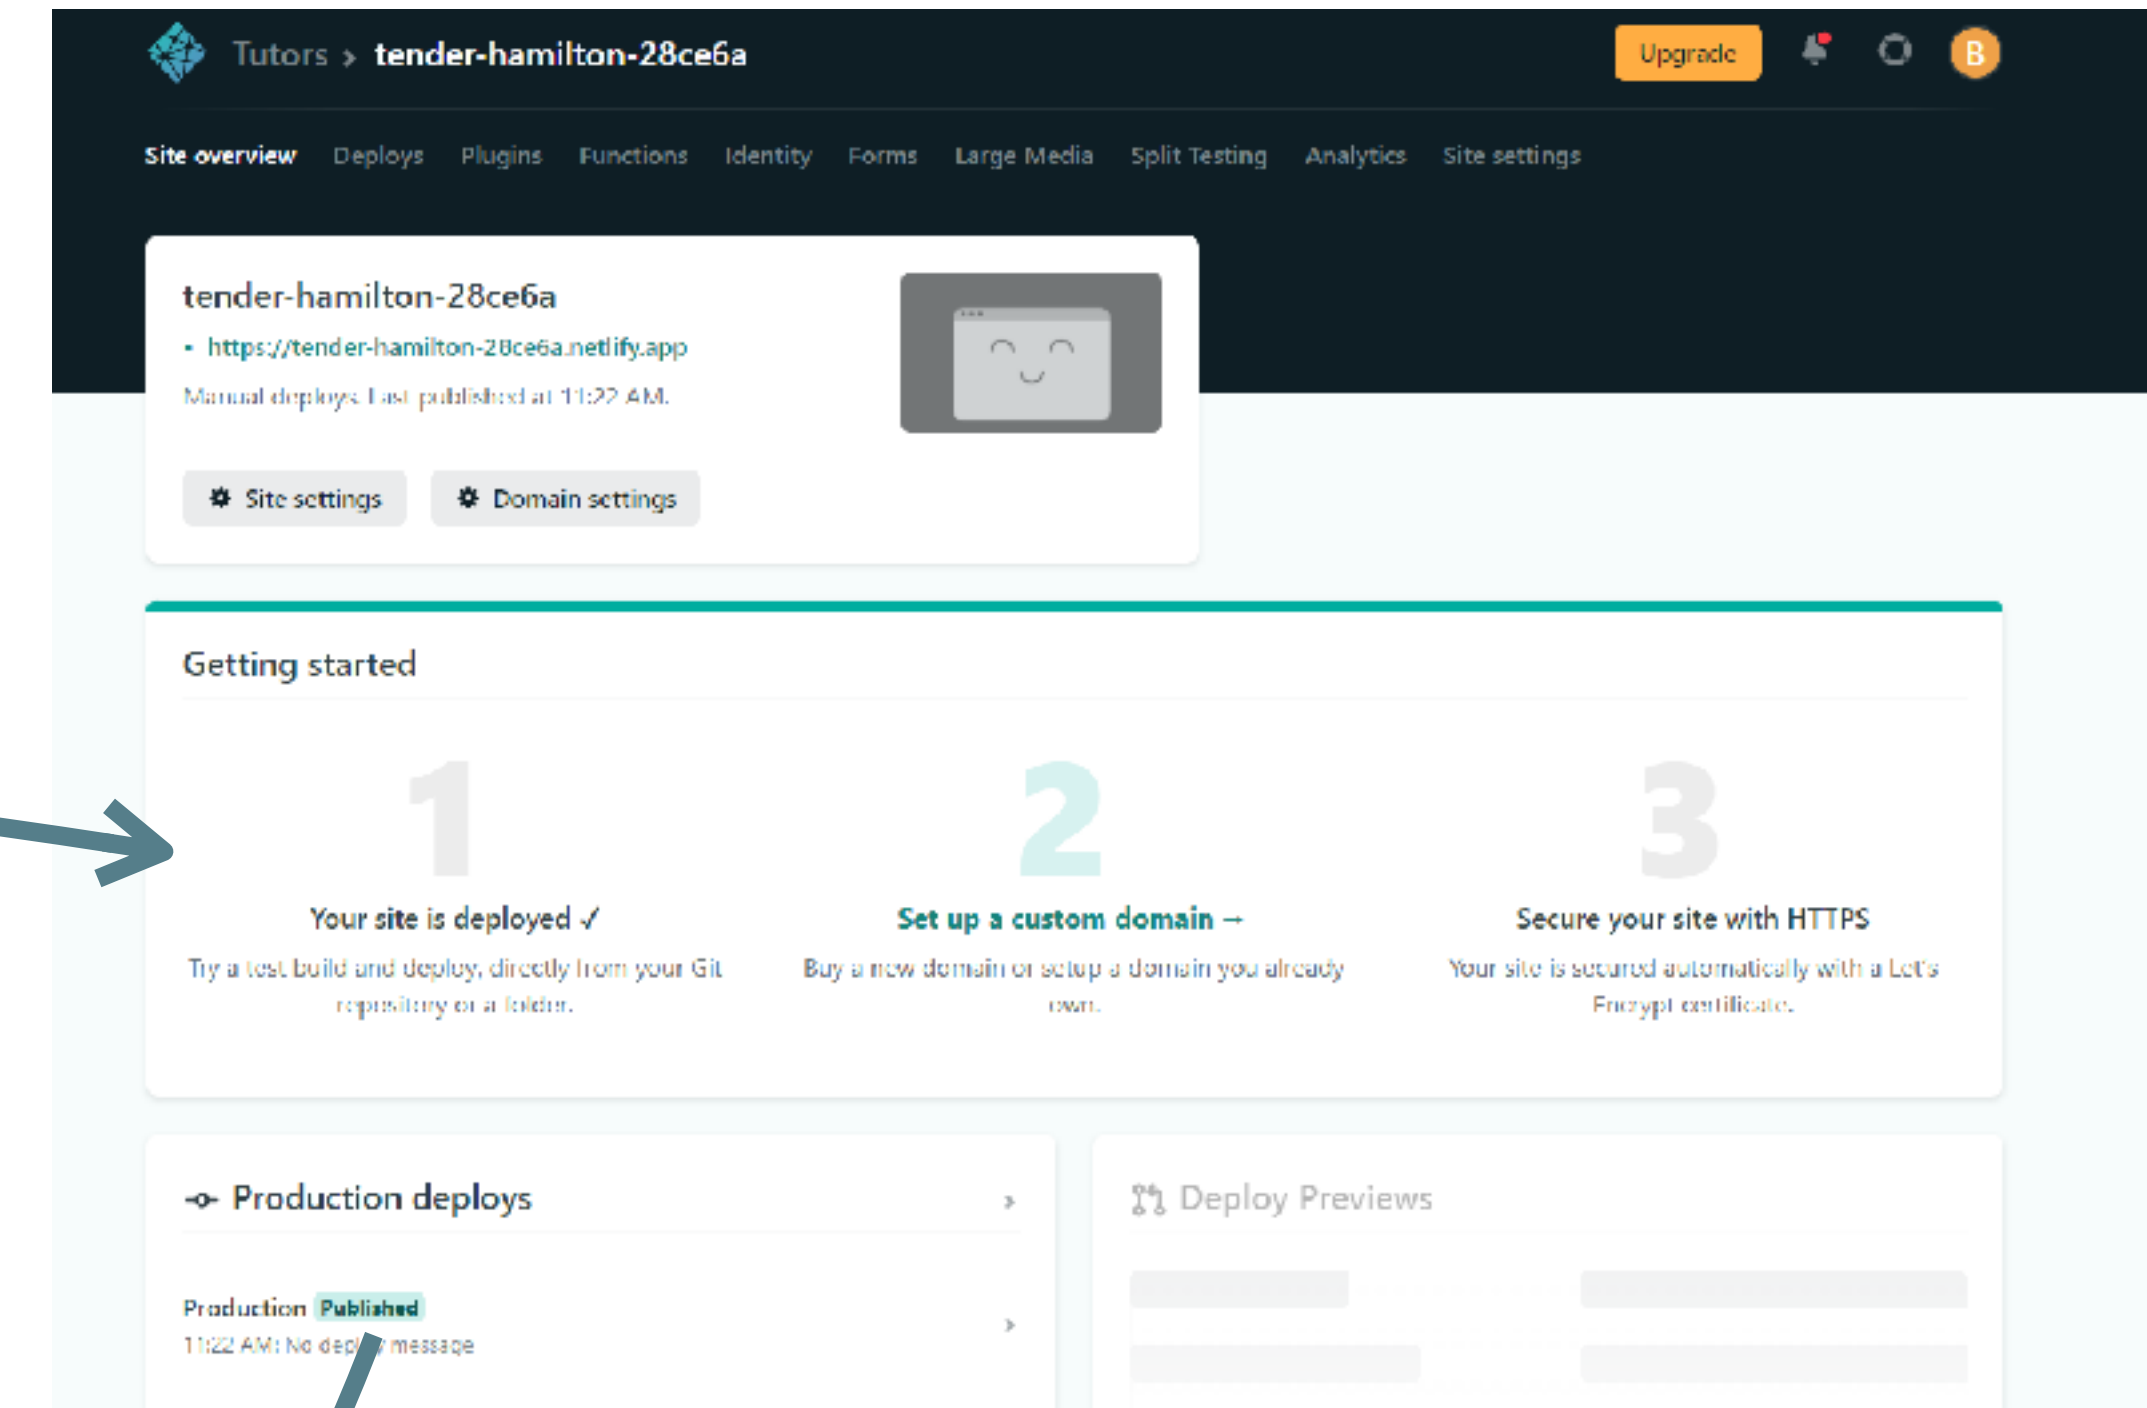 Tutors > tender-hamilton-28ce6a
Upgrade
B
Site overview Deploys Plugins Functions Identity Forms Large Media Split Testing Analytics Site settings
tender-hamilton-28ce6a
https://tender-hamilton-28ce6a.netlify.app
Manual deploys. Last published at 11:22 AM.
Site settings
Domain settings
Getting started
1
Your site is deployed ✓
Try a test build and deploy, directly from your Git
repository or a folder.
2
Set up a custom domain →
Buy a new domain or setup a domain you already
own.
3
Secure your site with HTTPS
Your site is secured automatically with a Let's
Encrypt certificate.
Production deploys
Production Published
11:22 AM: No deploy message
Deploy Previews